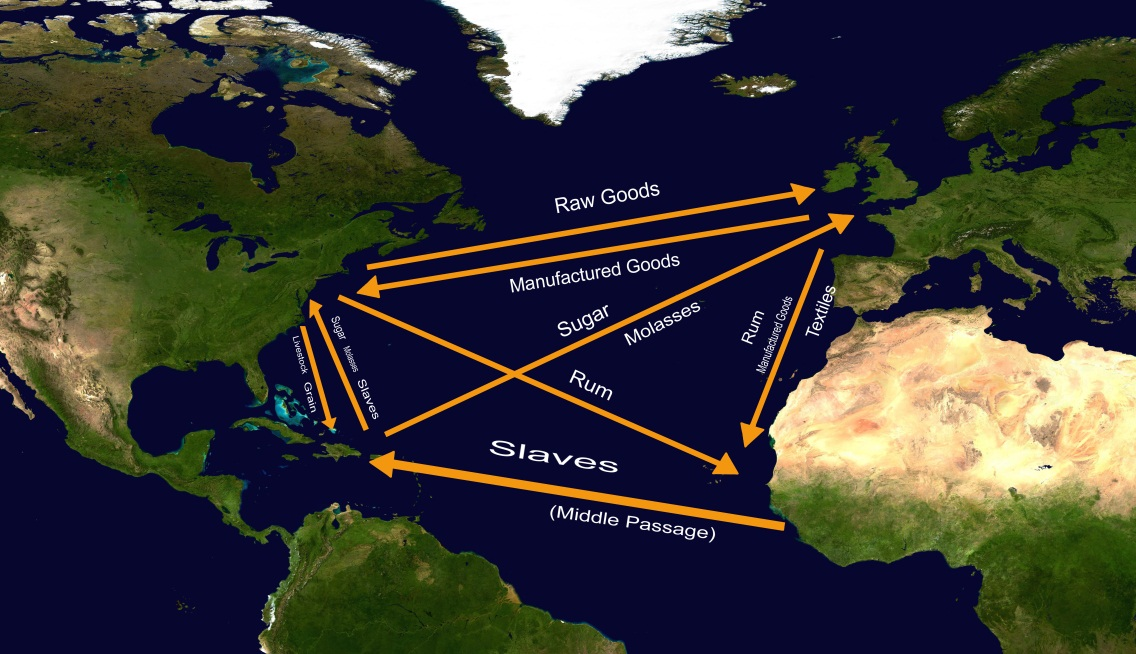 Raw Goods
Manufactured Goods
Sugar
Molasses
Rum
Manufactured Goods
Textiles
Sugar
Molasses
Slaves
Livestock
Grain
Rum
Slaves
(Middle Passage)